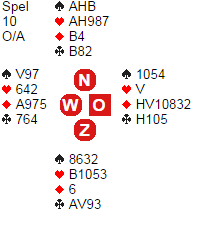 Spel ♠ AHB
10 ♥ AH987
O/A ♦ B4
♣ B82
♠ V97 N ♠ 1054
♥ 642 W O ♥ V
♦ A975 Z ♦ HV10832
♣ 764 ♣ H105
♠ 8632
♥ B1053
♦ 6
♣ AV93